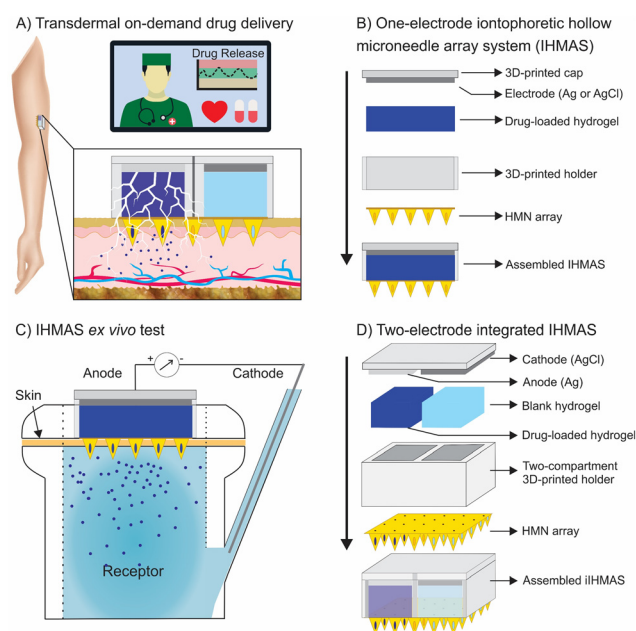 A) Transdermal on-demand drug delivery
Drug Release
B) One-electrode iontophoretic hollow
microneedle array system (IHMAS)
3D-printed cap
Electrode (Ag or AgCl)
Drug-loaded hydrogel
3D-printed holder
HMN array
Assembled IHMAS
C) IHMAS ex vivo test
Anode
+
-
Cathode
Skin
Receptor
D) Two-electrode integrated IHMAS
Cathode (AgCl)
Anode (Ag)
Blank hydrogel
Drug-loaded hydrogel
Two-compartment
3D-printed holder
HMN array
Assembled iIHMAS